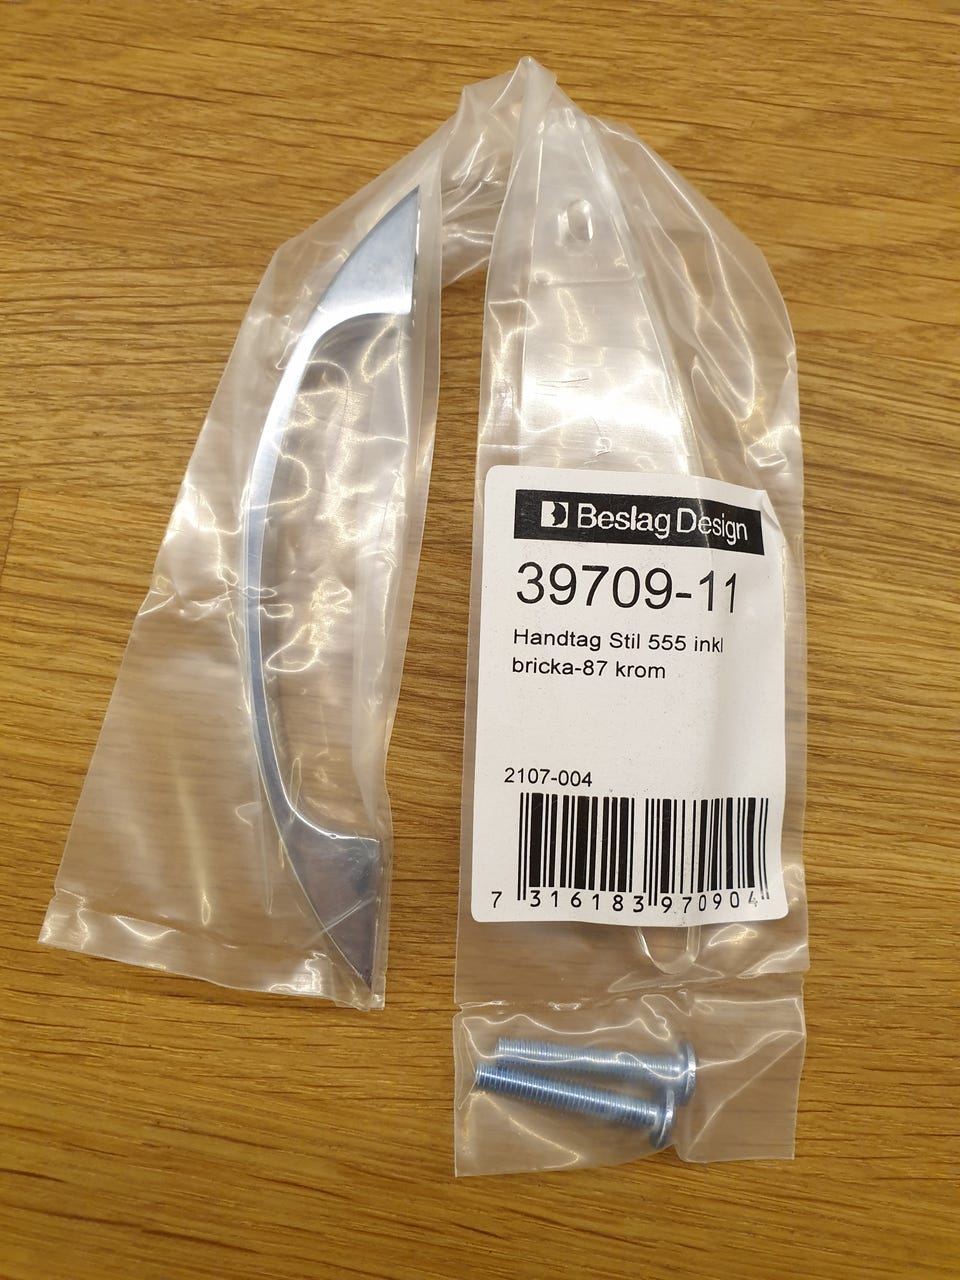 Beslag Design
39709-11
Handtag Stil 555 inkl
bricka-87 krom
2107-004
7 316183 970904